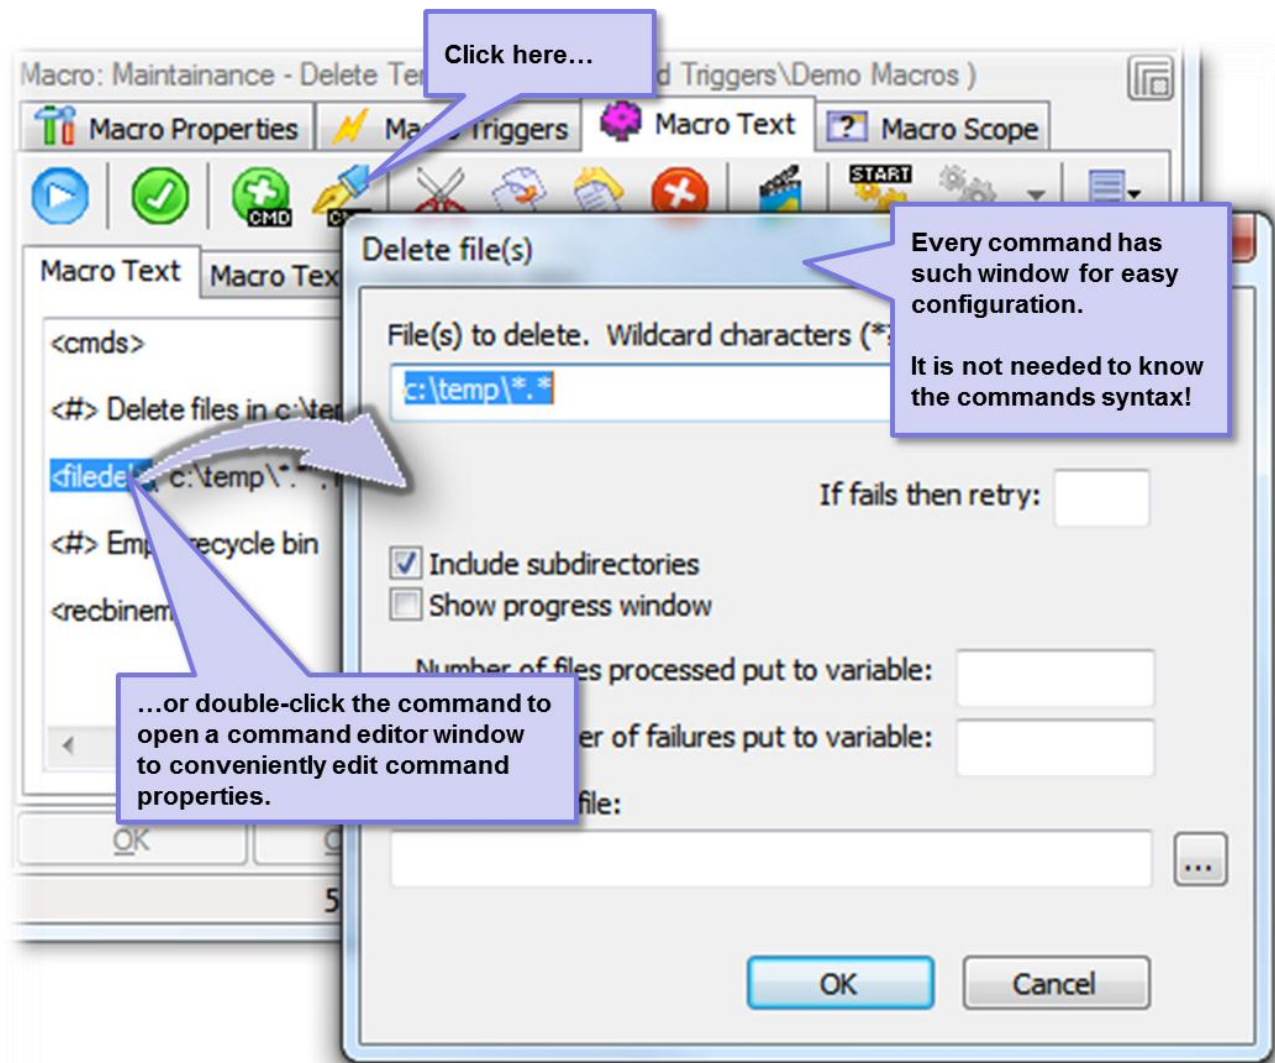 Click here…
Macro: Maintainance - Delete Te d Triggers\Demo Macros )
Macro Properties
Macro Triggers
Macro Text
Macro Scope
CMD
START
Delete file(s)
Every command has
such window for easy
configuration.
It is not needed to know
the commands syntax!
Macro Text
Macro Tex
<cmds>
<#> Delete files in c:\te
<filede c:\temp\*.*
<#> Emp recycle bin
<recbinem
File(s) to delete. Wildcard characters (*?
c:\temp\*.*
If fails then retry:
Include subdirectories
Show progress window
Number of files processed put to variable:
er of failures put to variable:
file:
…or double-click the command to
open a command editor window
to conveniently edit command
properties.
OK
5
...
OK
Cancel